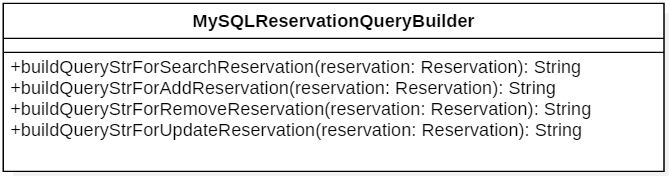 MySQLReservationQueryBuilder
+buildQueryStrForSearchReservation(reservation: Reservation): String
+buildQueryStrForAddReservation(reservation: Reservation): String
+buildQueryStrForRemoveReservation(reservation: Reservation): String
+buildQueryStrForUpdateReservation(reservation: Reservation): String